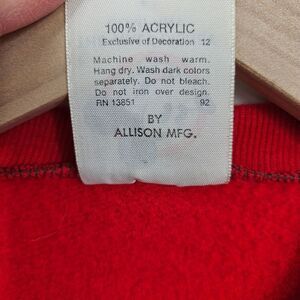 100% ACRYLIC
Exclusive of Decoration 12
Machine wash warm.
Hang dry. Wash dark colors
separately. Do not bleach.
Do not iron over design.
RN 13851 92
BY
ALLISON MFG.